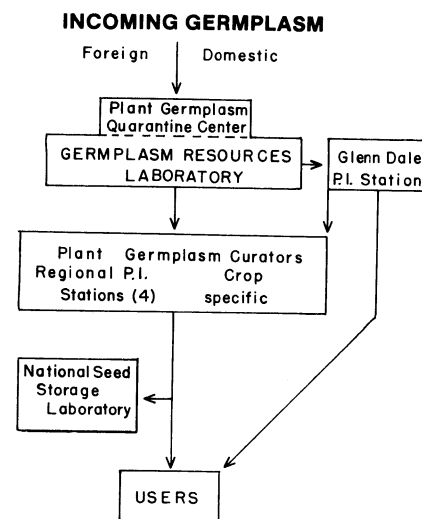 INCOMING GERMPLASM
Foreign Domestic
Plant Germplasm
Quarantine Center
GERMPLASM RESOURCES
LABORATORY
Glenn Dale
P.I. Station
Plant Germplasm Curators
Regional P.I. Crop
Stations (4) specific
National Seed
Storage
Laboratory
USERS